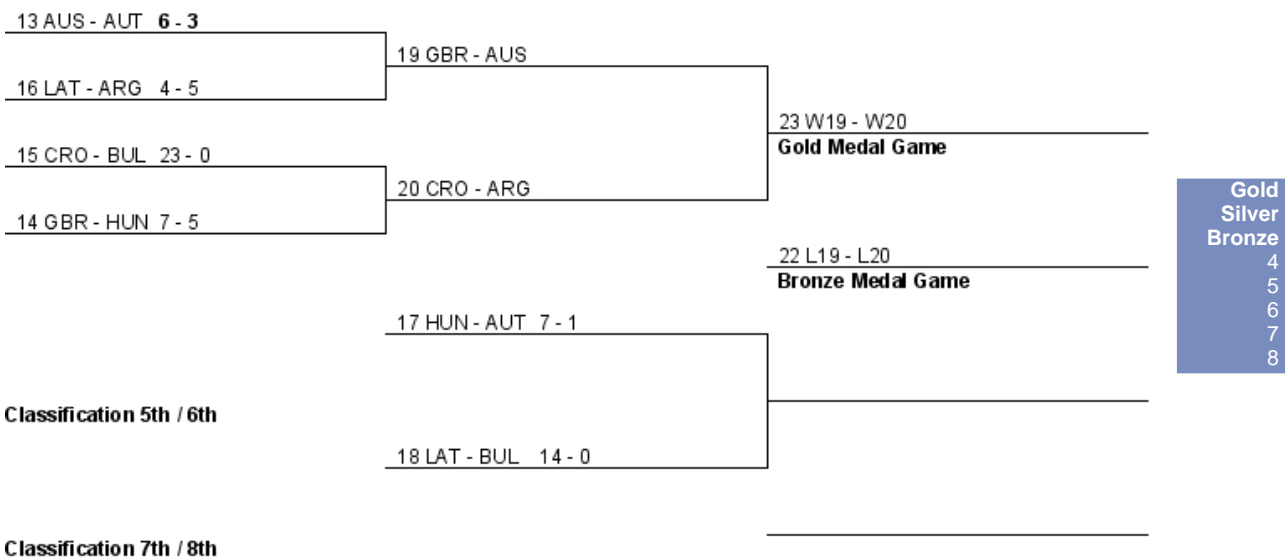 13 AUS - AUT 6 - 3
19 GBR - AUS
16 LAT - ARG 4 - 5
23 W19 - W20
Gold Medal Game
15 CRO - BUL 23 - 0
20 CRO - ARG
14 GBR - HUN 7 - 5
22 L19 - L20
Bronze Medal Game
17 HUN - AUT 7 - 1
Classification 5th / 6th
18 LAT - BUL 14 - 0
Classification 7th / 8th
Gold
Silver
Bronze
4
5
6
7
8